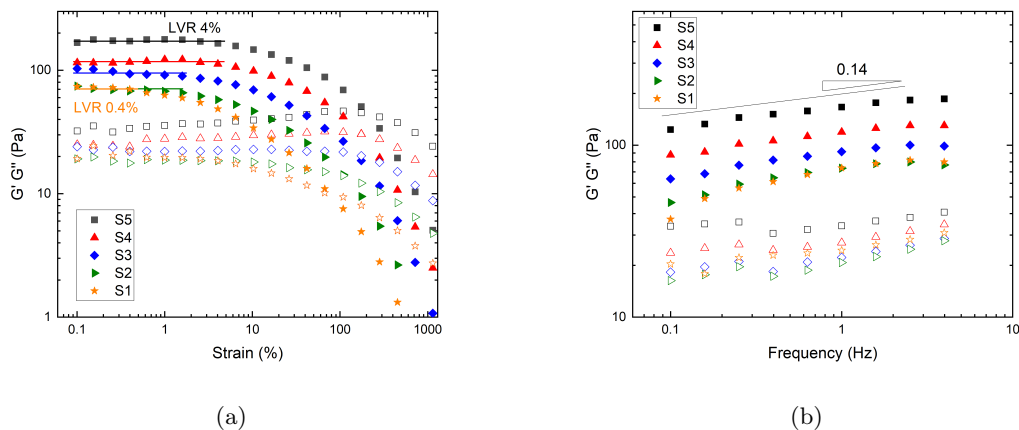 LVR 4%
LVR 0.4%
100
10
1
G' G'' (Pa)
S5
S4
S3
S2
S1
0.1
1
10
100
1000
Strain (%)
(a)
S5
S4
S3
S2
S1
0.14
100
10
G' G'' (Pa)
0.1
1
10
Frequency (Hz)
(b)